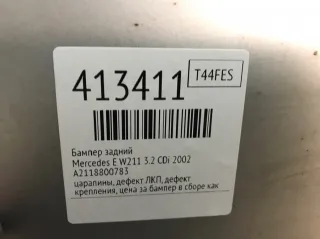 413411
T44FES
Бампер задний
Mercedes E W211 3.2 CDi 2002
A2118800783
царапины, дефект ЛКП, дефект
крепления, цена за бампер в сборе как